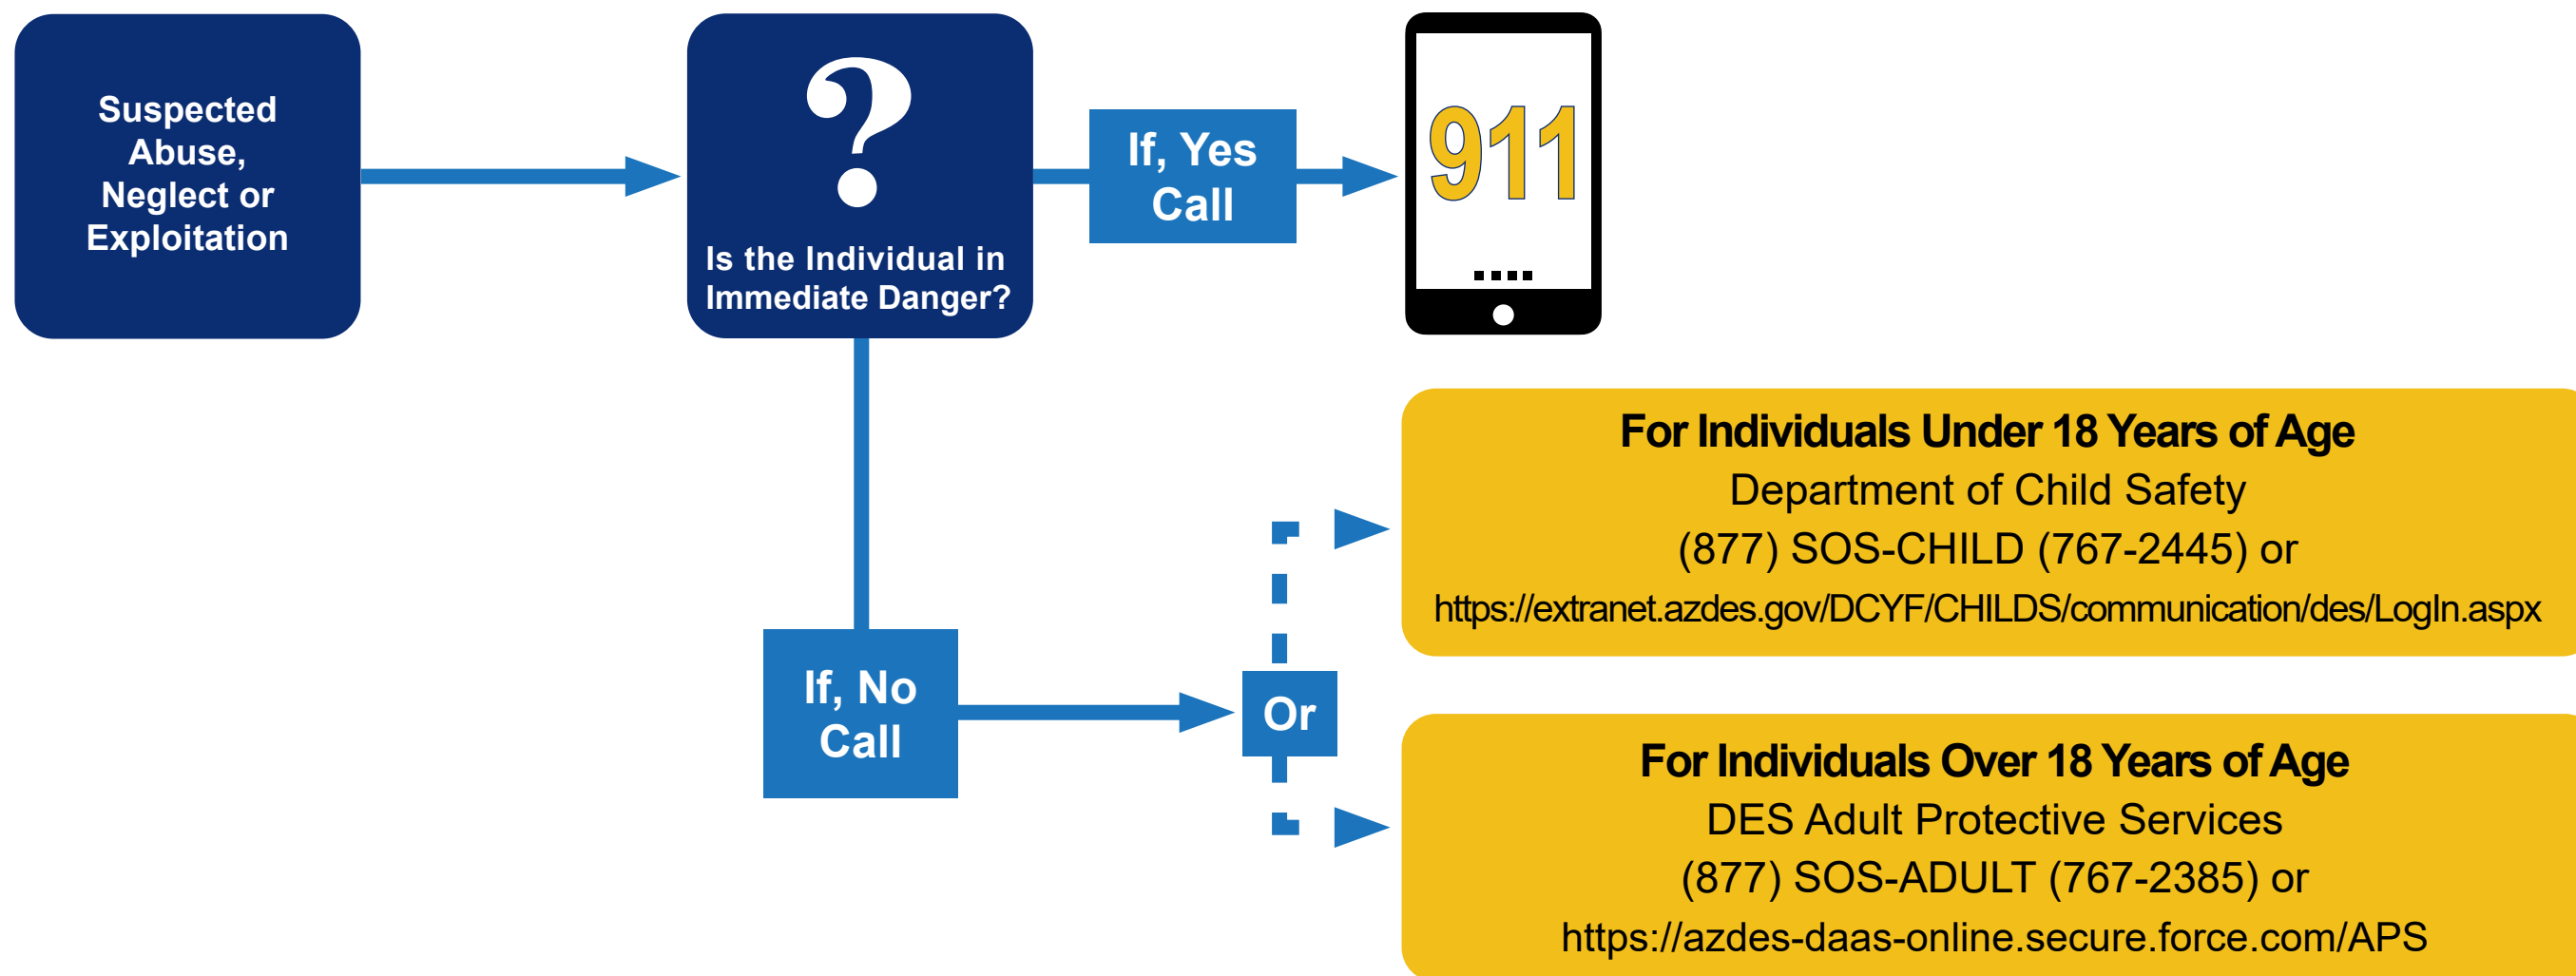 Suspected
Abuse,
Neglect or
Exploitation
?
Is the Individual in
Immediate Danger?
If, Yes
Call
911
If, No
Call
Or
For Individuals Under 18 Years of Age
Department of Child Safety
(877) SOS-CHILD (767-2445) or
https://extranet.azdes.gov/DCYF/CHILDS/communication/des/LogIn.aspx
For Individuals Over 18 Years of Age
DES Adult Protective Services
(877) SOS-ADULT (767-2385) or
https://azdes-daas-online.secure.force.com/APS